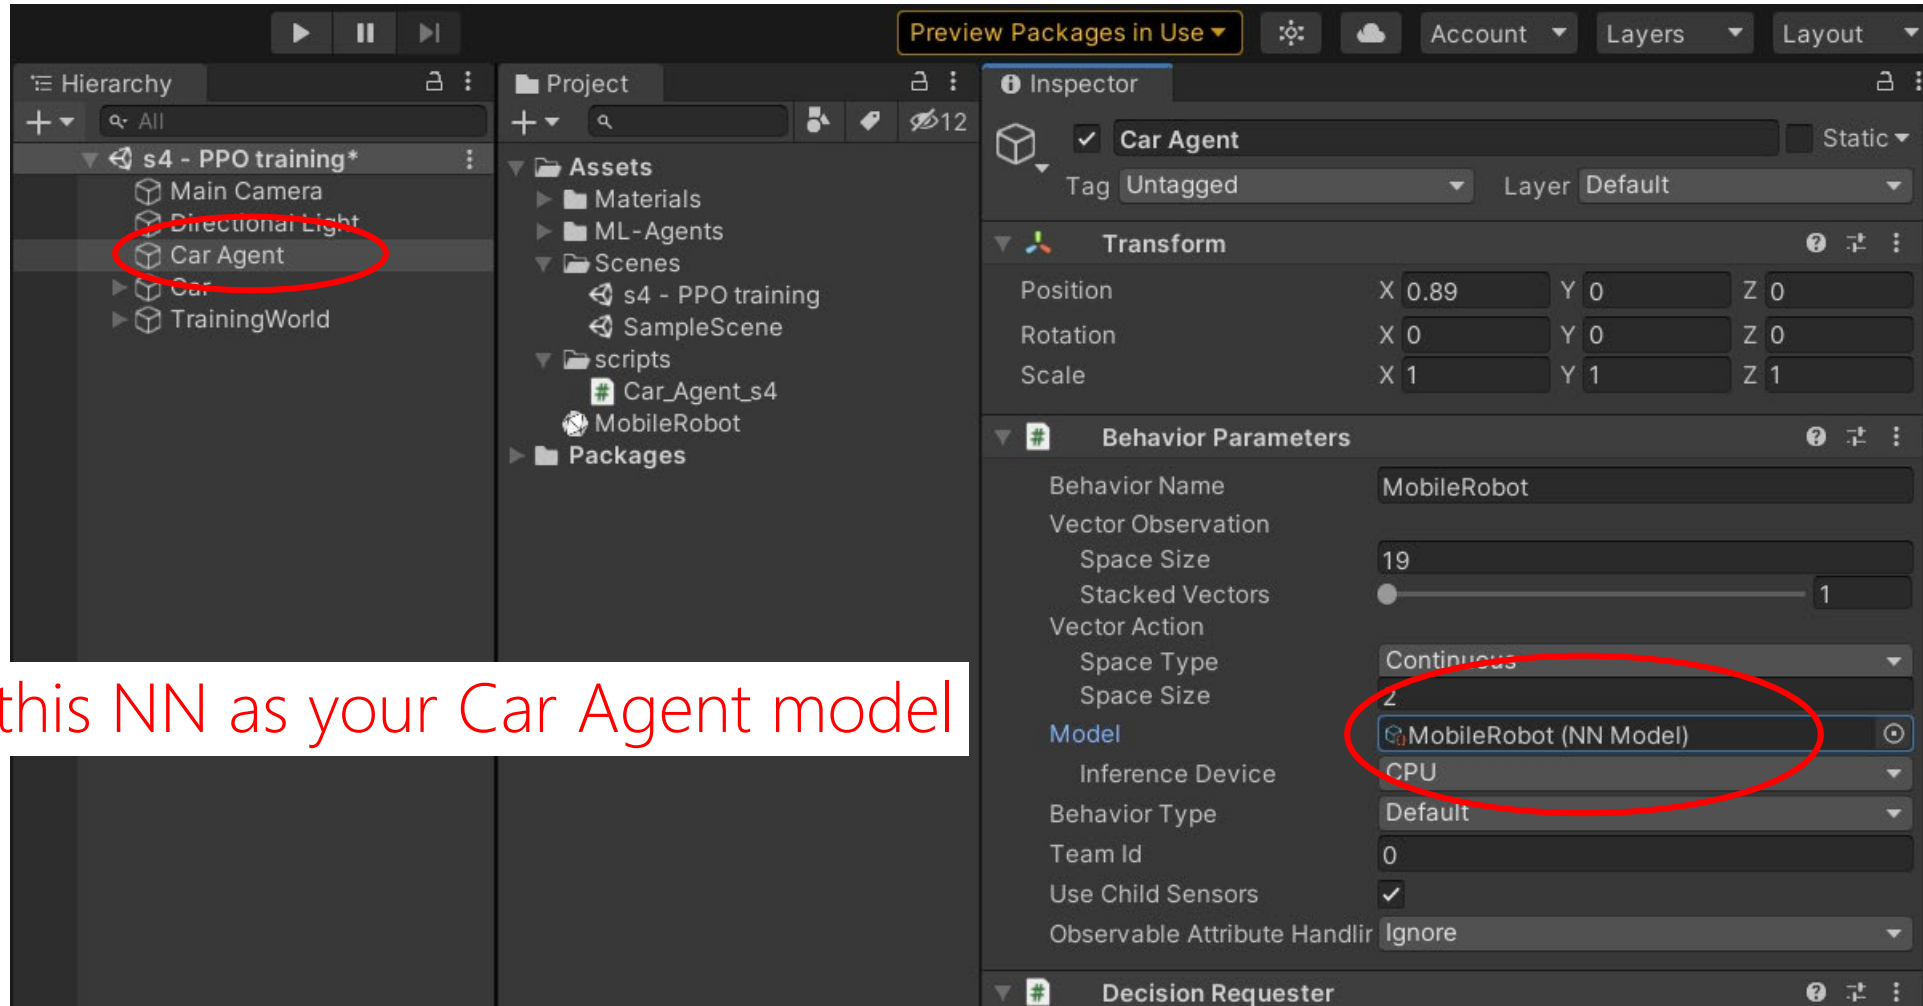 Preview Packages in Use
Account
Layers
Layout
Hierarchy
All
s4 - PPO training*
Main Camera
Directional Light
Car Agent
Car
TrainingWorld
Project
12
Assets
Materials
ML-Agents
Scenes
s4 - PPO training
SampleScene
scripts
# Car_Agent_s4
MobileRobot
Packages
this NN as your Car Agent model
Inspector
Car Agent
Static
Tag Untagged Layer Default
Transform
Position X 0.89 Y 0 Z 0
Rotation X 0 Y 0 Z 0
Scale X 1 Y 1 Z 1
# Behavior Parameters
Behavior Name MobileRobot
Vector Observation
Space Size 19
Stacked Vectors 1
Vector Action
Space Type Continuous
Space Size 2
Model MobileRobot (NN Model)
Inference Device CPU
Behavior Type Default
Team Id 0
Use Child Sensors
Observable Attribute Handlir Ignore
# Decision Requester